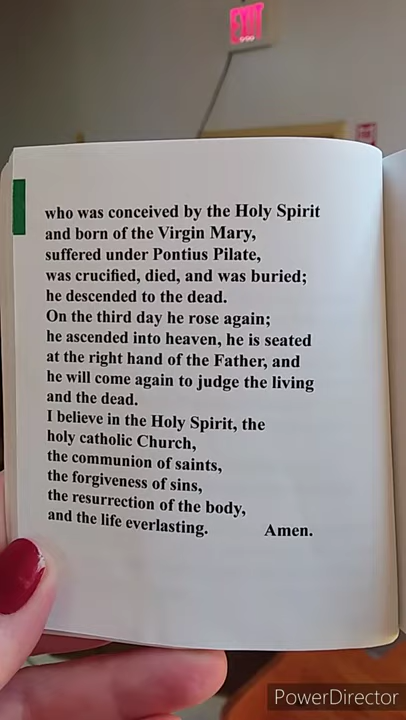 EXIT
who was conceived by the Holy Spirit
and born of the Virgin Mary,
suffered under Pontius Pilate,
was crucified, died, and was buried;
he descended to the dead.
On the third day he rose again;
he ascended into heaven, he is seated
at the right hand of the Father, and
he will come again to judge the living
and the dead.
I believe in the Holy Spirit, the
holy catholic Church,
the communion of saints,
the forgiveness of sins,
the resurrection of the body,
and the life everlasting. Amen.
PowerDirector